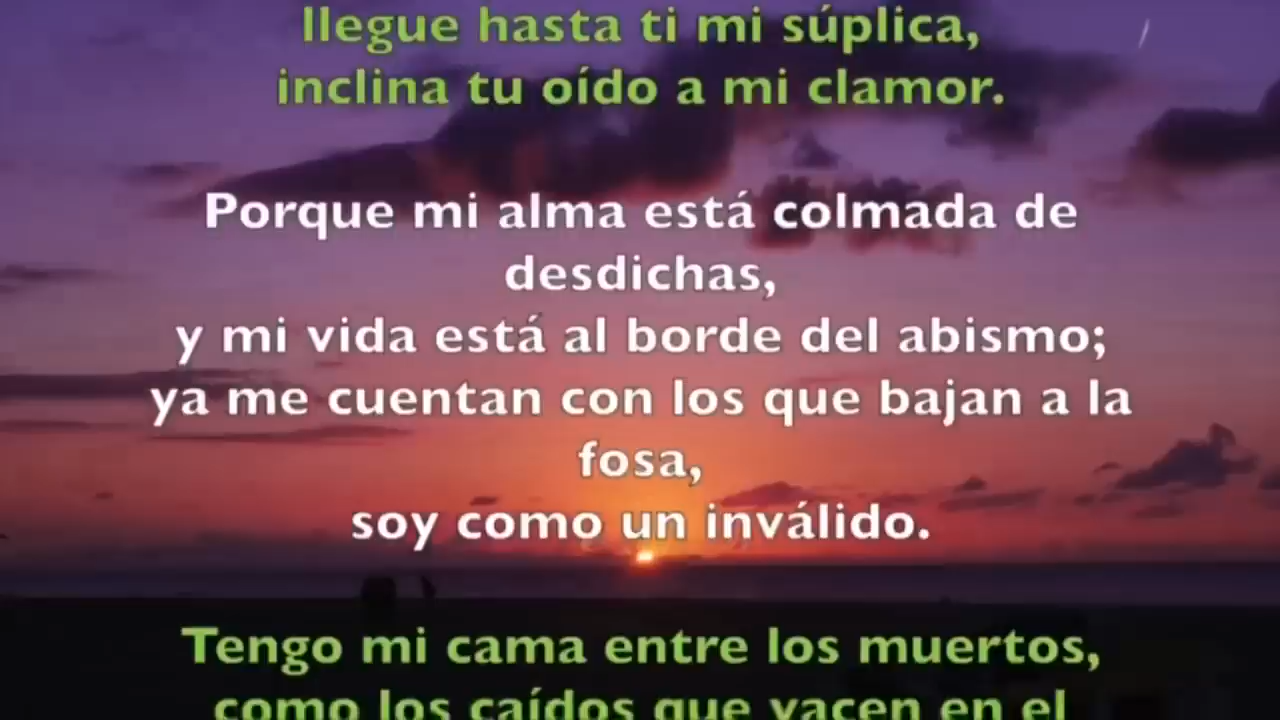 llegue hasta ti mi súplica,
inclina tu oído a mi clamor.
Porque mi alma está colmada de
desdichas,
y mi vida está al borde del abismo;
ya me cuentan con los que bajan a la
fosa,
soy como un inválido.
Tengo mi cama entre los muertos,
como los caídos que yacen en el